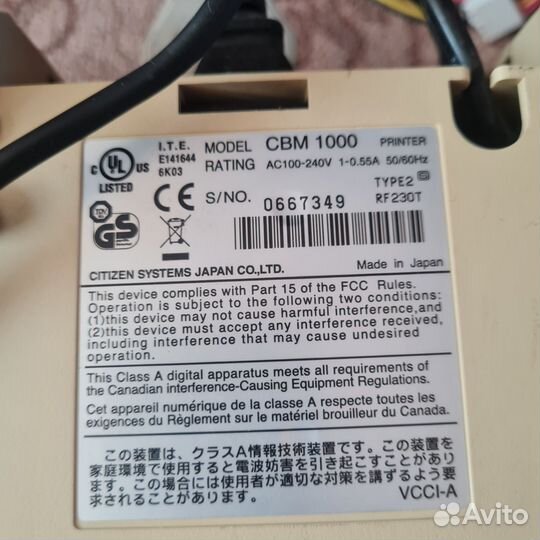 I.T.E.
E141644
6K03
C UL US
LISTED
MODEL CBM 1000 PRINTER
RATING AC100-240V 1-0.55A 50/60Hz
TYPE2 S
RF230T
S/NO. 0667349
TÜV
GS
CE
CITIZEN SYSTEMS JAPAN CO.,LTD. Made in Japan
This device complies with Part 15 of the FCC Rules.
Operation is subject to the following two conditions:
(1)this device may not cause harmful interference,and
(2)this device must accept any interference received,
including interference that may cause undesired
operation.
This Class A digital apparatus meets all requirements of
the Canadian interference-Causing Equipment Regulations.
Cet appareil numérique de la classe A respecte toutes les
exigences du Règlement sur le matériel brouilleur du Canada.
この装置は、クラスA情報技術装置です。この装置を
家庭環境で使用すると電波妨害を引き起こすことがあり
ます。この場合には使用者が適切な対策を講ずるよう要
求されることがあります。
VCCI-A
Avito